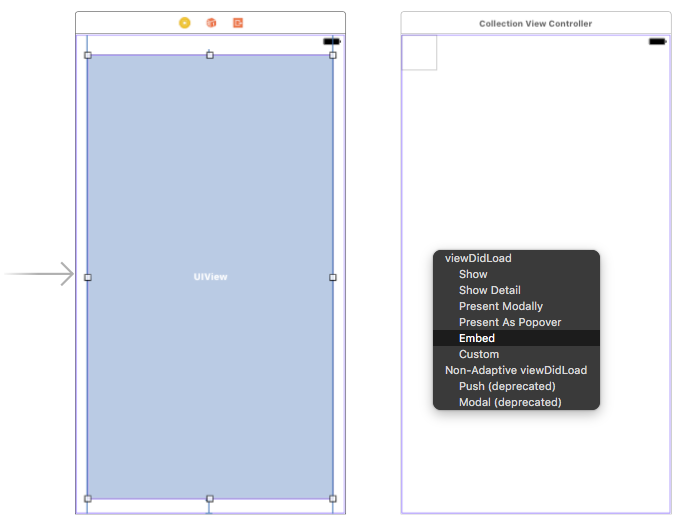 Collection View Controller
UIView
viewDidLoad
Show
Show Detail
Present Modally
Present As Popover
Embed
Custom
Non-Adaptive viewDidLoad
Push (deprecated)
Modal (deprecated)